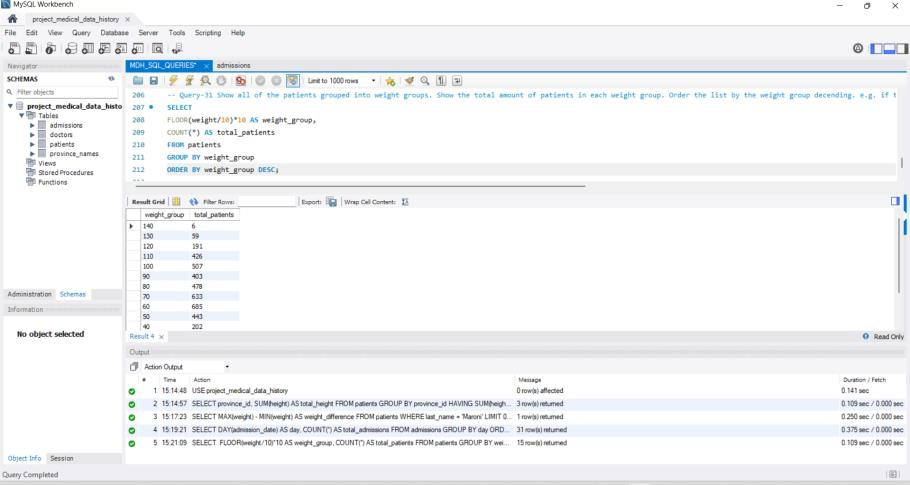 MySQL Workbench
project_medical_data_history ×
File Edit View Query Database Server Tools Scripting Help
Navigator
SCHEMAS
Filter objects
project_medical_data_histo
Tables
admissions
doctors
patients
province_names
Views
Stored Procedures
Functions
Administration Schemas
Information
No object selected
Object Info Session
MDH_SQL_QUERIES* × admissions
Limit to 1000 rows
206 -- Query-31 Show all of the patients grouped into weight groups. Show the total amount of patients in each weight group. Order the list by the weight group decending. e.g. if t
207 SELECT
208 FLOOR(weight/10)*10 AS weight_group,
209 COUNT(*) AS total_patients
210 FROM patients
211 GROUP BY weight_group
212 ORDER BY weight_group DESC;
Result Grid Filter Rows: Export: Wrap Cell Content:
weight_group total_patients
140 6
130 59
120 191
110 426
100 507
90 403
80 478
70 633
60 685
50 443
40 202
Result 4 × Read Only
Output
Action Output
# Time Action Message Duration / Fetch
1 15:14:48 USE project_medical_data_history 0 row(s) affected 0.141 sec
2 15:14:57 SELECT province_id, SUM(height) AS total_height FROM patients GROUP BY province_id HAVING SUM(heigh... 3 row(s) returned 0.109 sec / 0.000 sec
3 15:17:23 SELECT MAX(weight) - MIN(weight) AS weight_difference FROM patients WHERE last_name = 'Maroni' LIMIT 0... 1 row(s) returned 0.250 sec / 0.000 sec
4 15:19:21 SELECT DAY(admission_date) AS day, COUNT(*) AS total_admissions FROM admissions GROUP BY day ORD... 31 row(s) returned 0.375 sec / 0.000 sec
5 15:21:09 SELECT FLOOR(weight/10)*10 AS weight_group, COUNT(*) AS total_patients FROM patients GROUP BY wei... 15 row(s) returned 0.109 sec / 0.000 sec
Query Completed